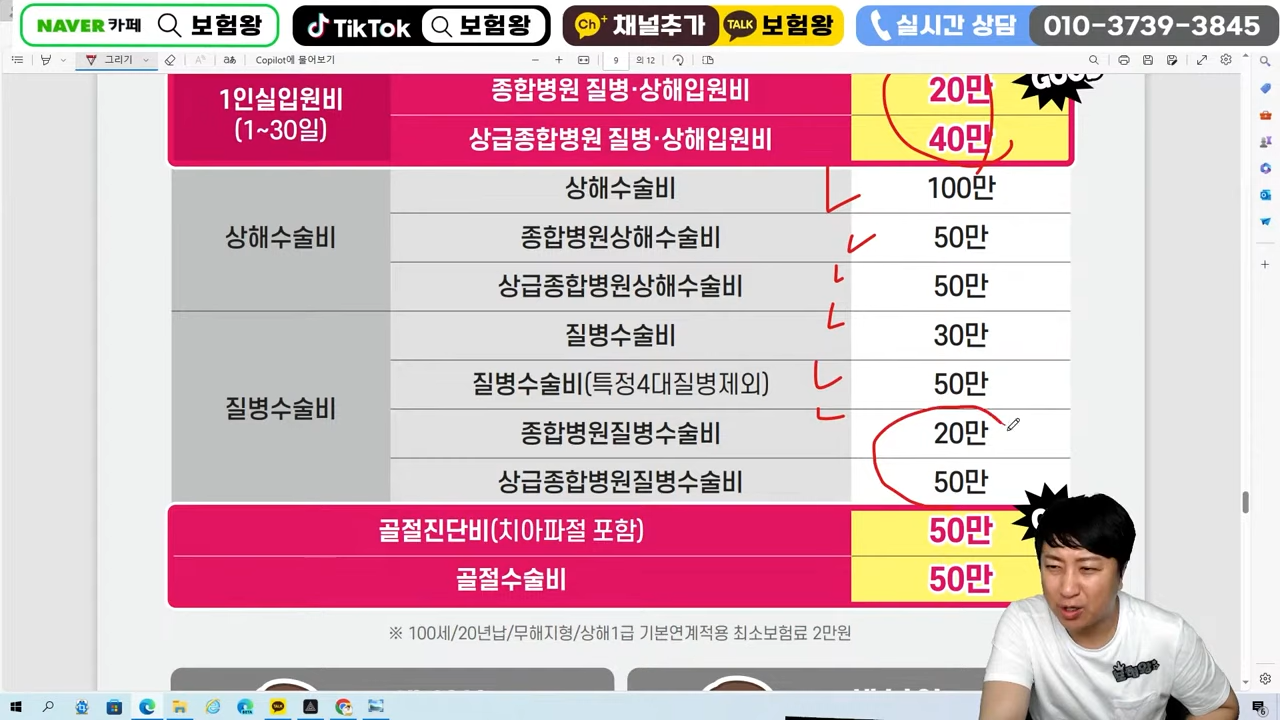 NAVER 카페 보험왕
TikTok 보험왕
Ch+ 채널추가 TALK 보험왕
실시간 상담 010-3739-3845
그리기 가あ Copilot에 물어보기 9 의 12
1인실입원비
(1~30일)
종합병원 질병·상해입원비 20만
상급종합병원 질병·상해입원비 40만
GOOD
상해수술비
상해수술비 100만
종합병원상해수술비 50만
상급종합병원상해수술비 50만
질병수술비
질병수술비 30만
질병수술비(특정4대질병제외) 50만
종합병원질병수술비 20만
상급종합병원질병수술비 50만
골절진단비(치아파절 포함) 50만
골절수술비 50만
※ 100세/20년납/무해지형/상해1급 기본연계적용 최소보험료 2만원
보험왕